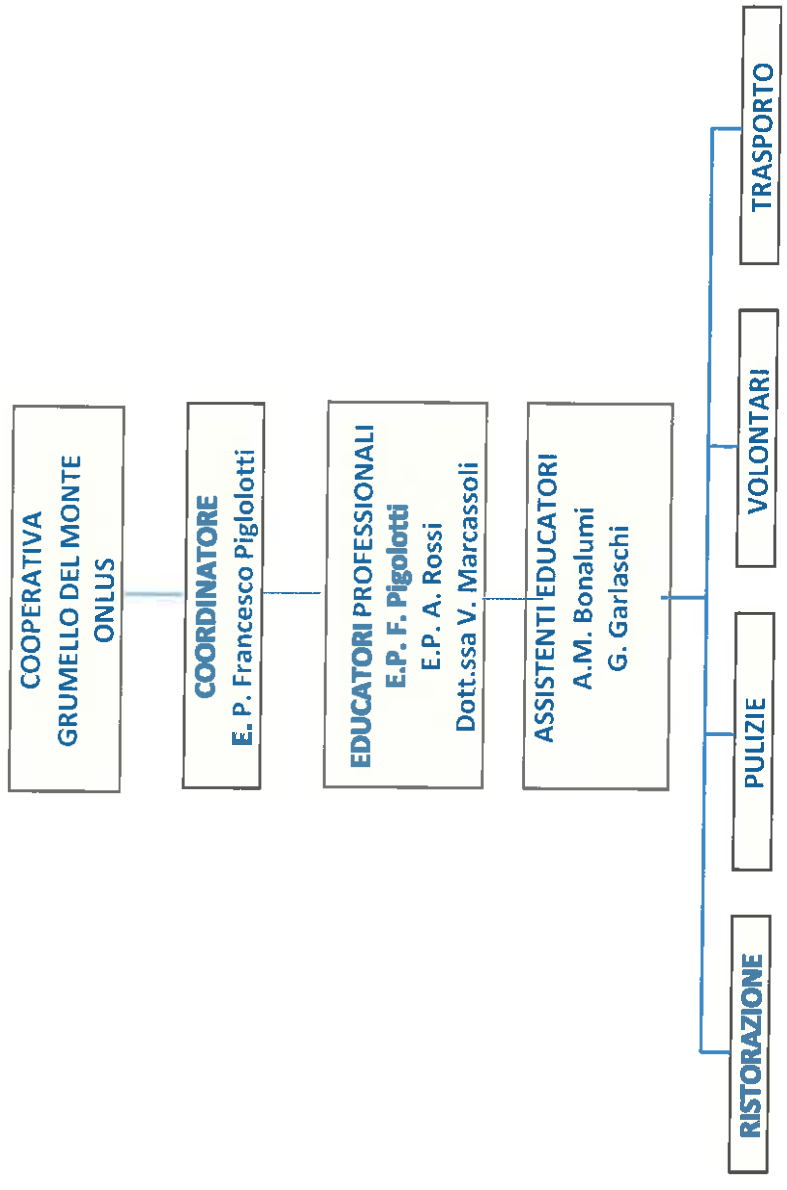 COOPERATIVA
GRUMELLO DEL MONTE
ONLUS
COORDINATORE
E. P. Francesco Piglolotti
EDUCATORI PROFESSIONALI
E.P. F. Pigolotti
E.P. A. Rossi
Dott.ssa V. Marcassoli
ASSISTENTI EDUCATORI
A.M. Bonalumi
G. Garlaschi
RISTORAZIONE
PULIZIE
VOLONTARI
TRASPORTO